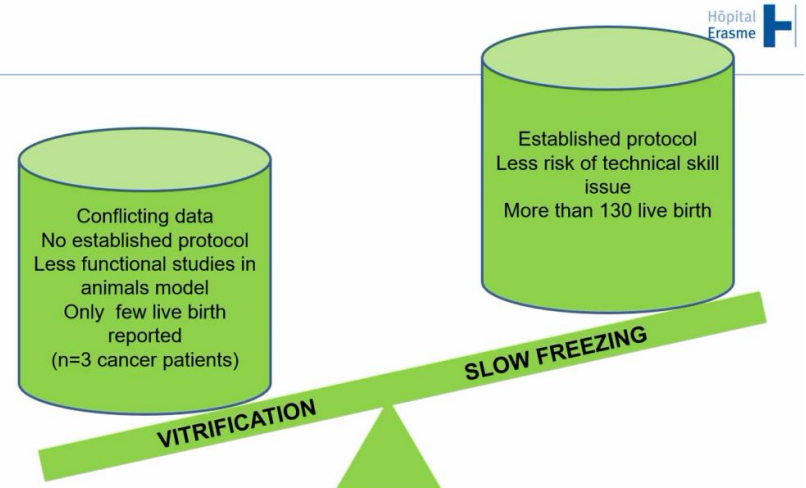 Hôpital
Erasme
Conflicting data
No established protocol
Less functional studies in
animals model
Only few live birth
reported
(n=3 cancer patients)
Established protocol
Less risk of technical skill
issue
More than 130 live birth
VITRIFICATION
SLOW FREEZING